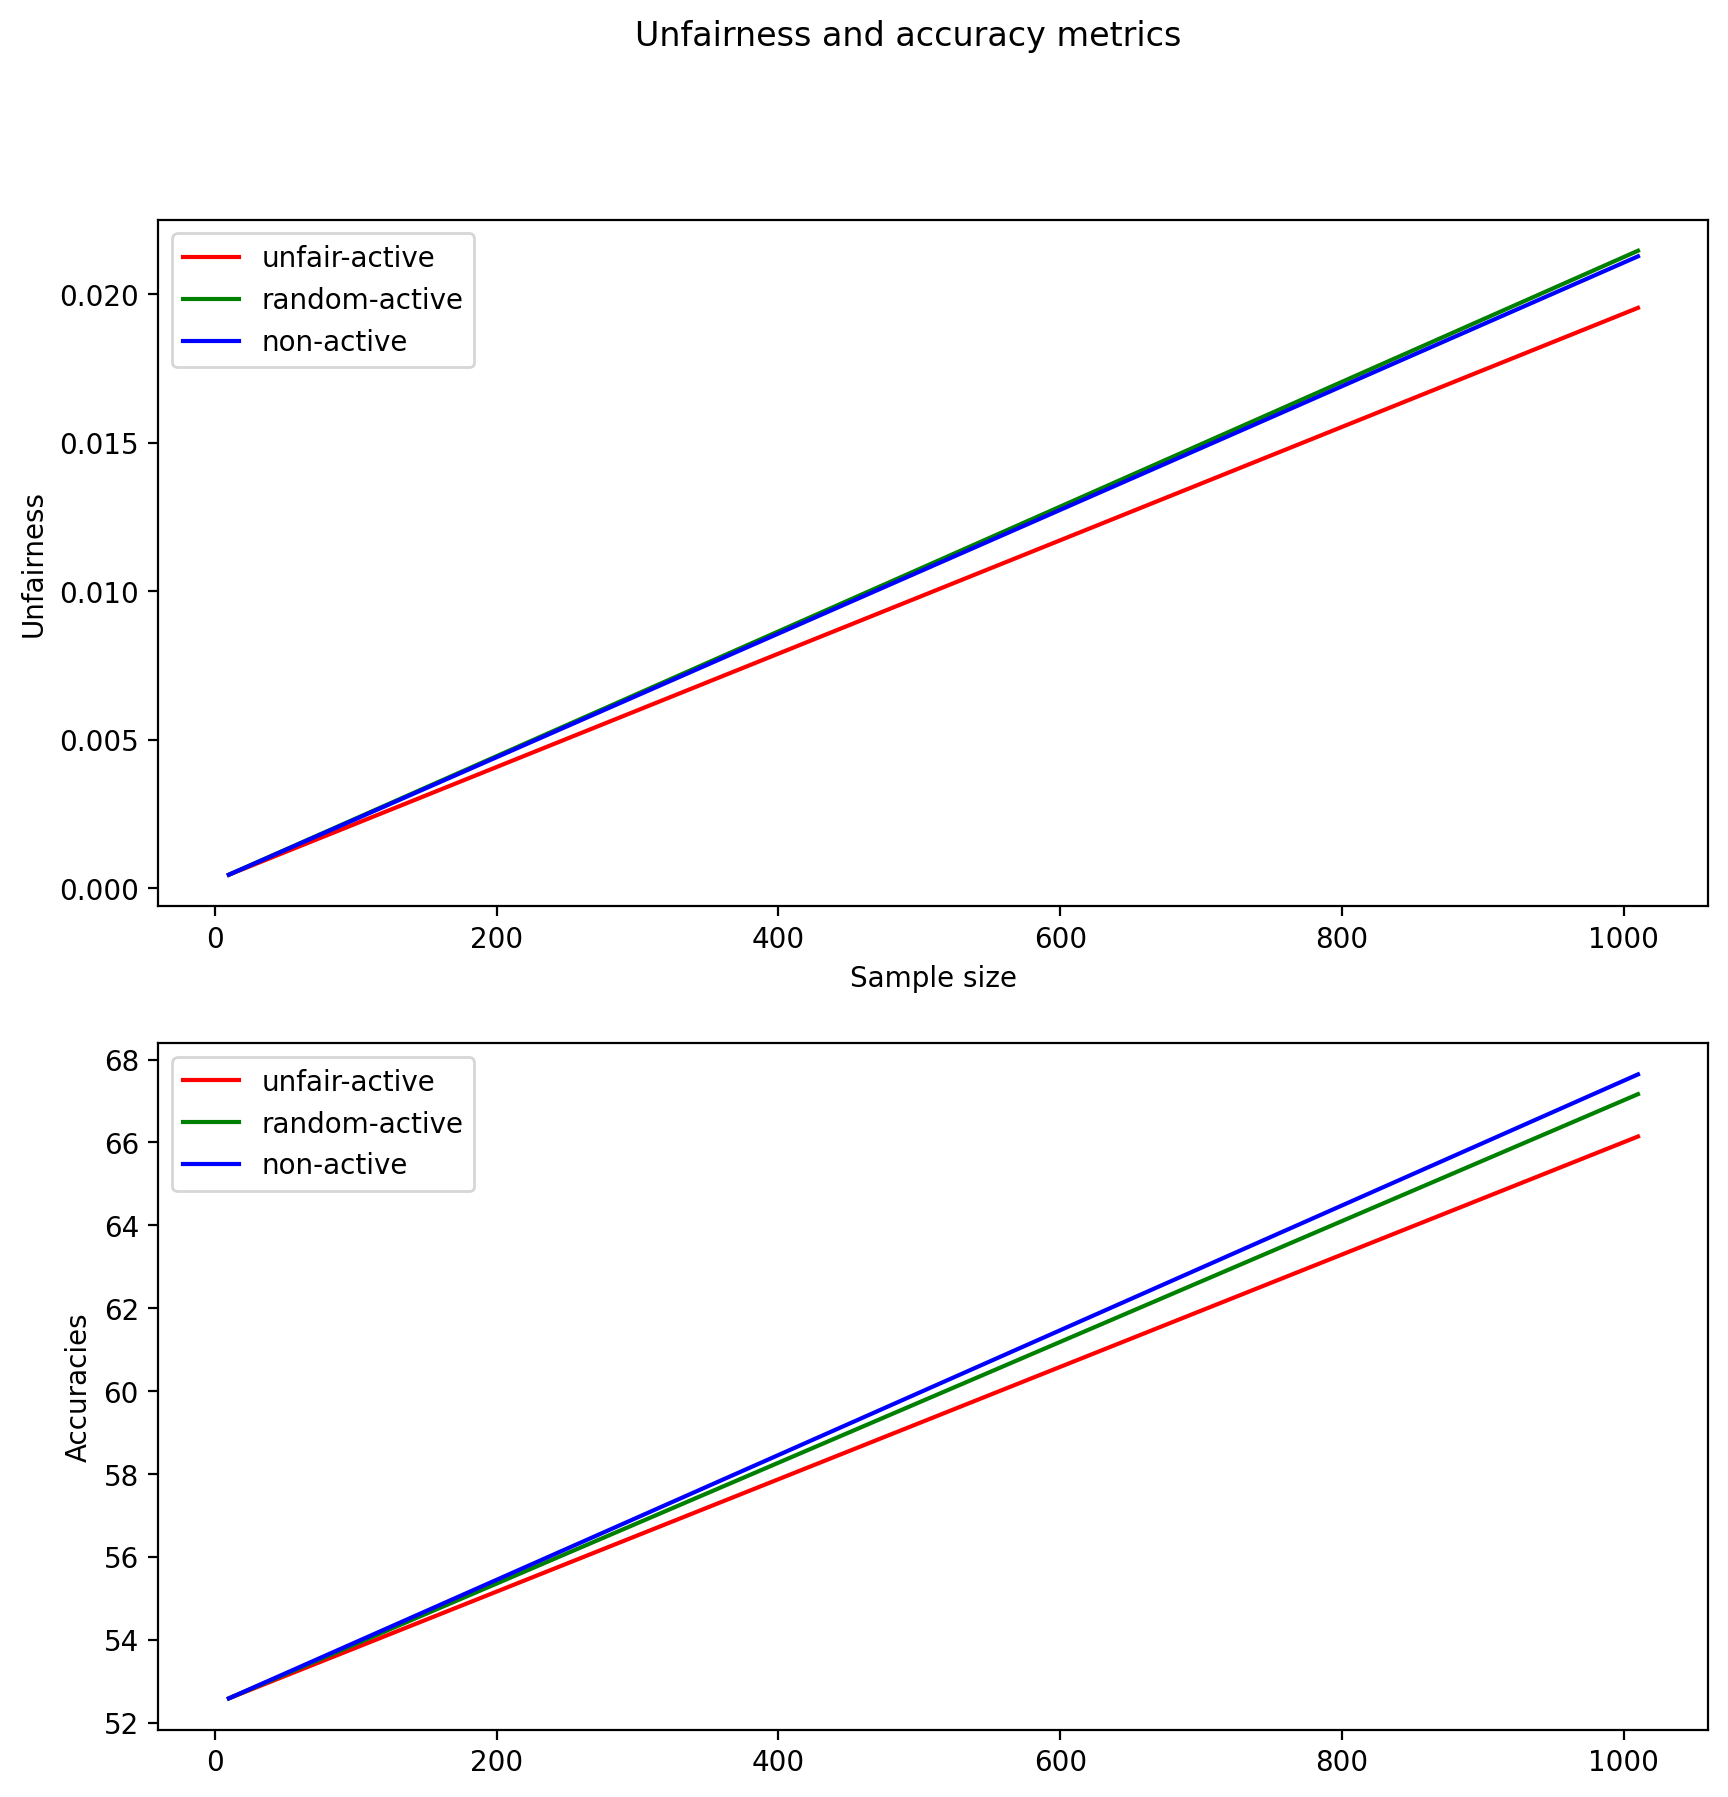 Unfairness and accuracy metrics
unfair-active
random-active
non-active
0.020
0.015
0.010
0.005
0.000
Unfairness
0 200 400 600 800 1000
Sample size
unfair-active
random-active
non-active
68
66
64
62
60
58
56
54
52
Accuracies
0 200 400 600 800 1000